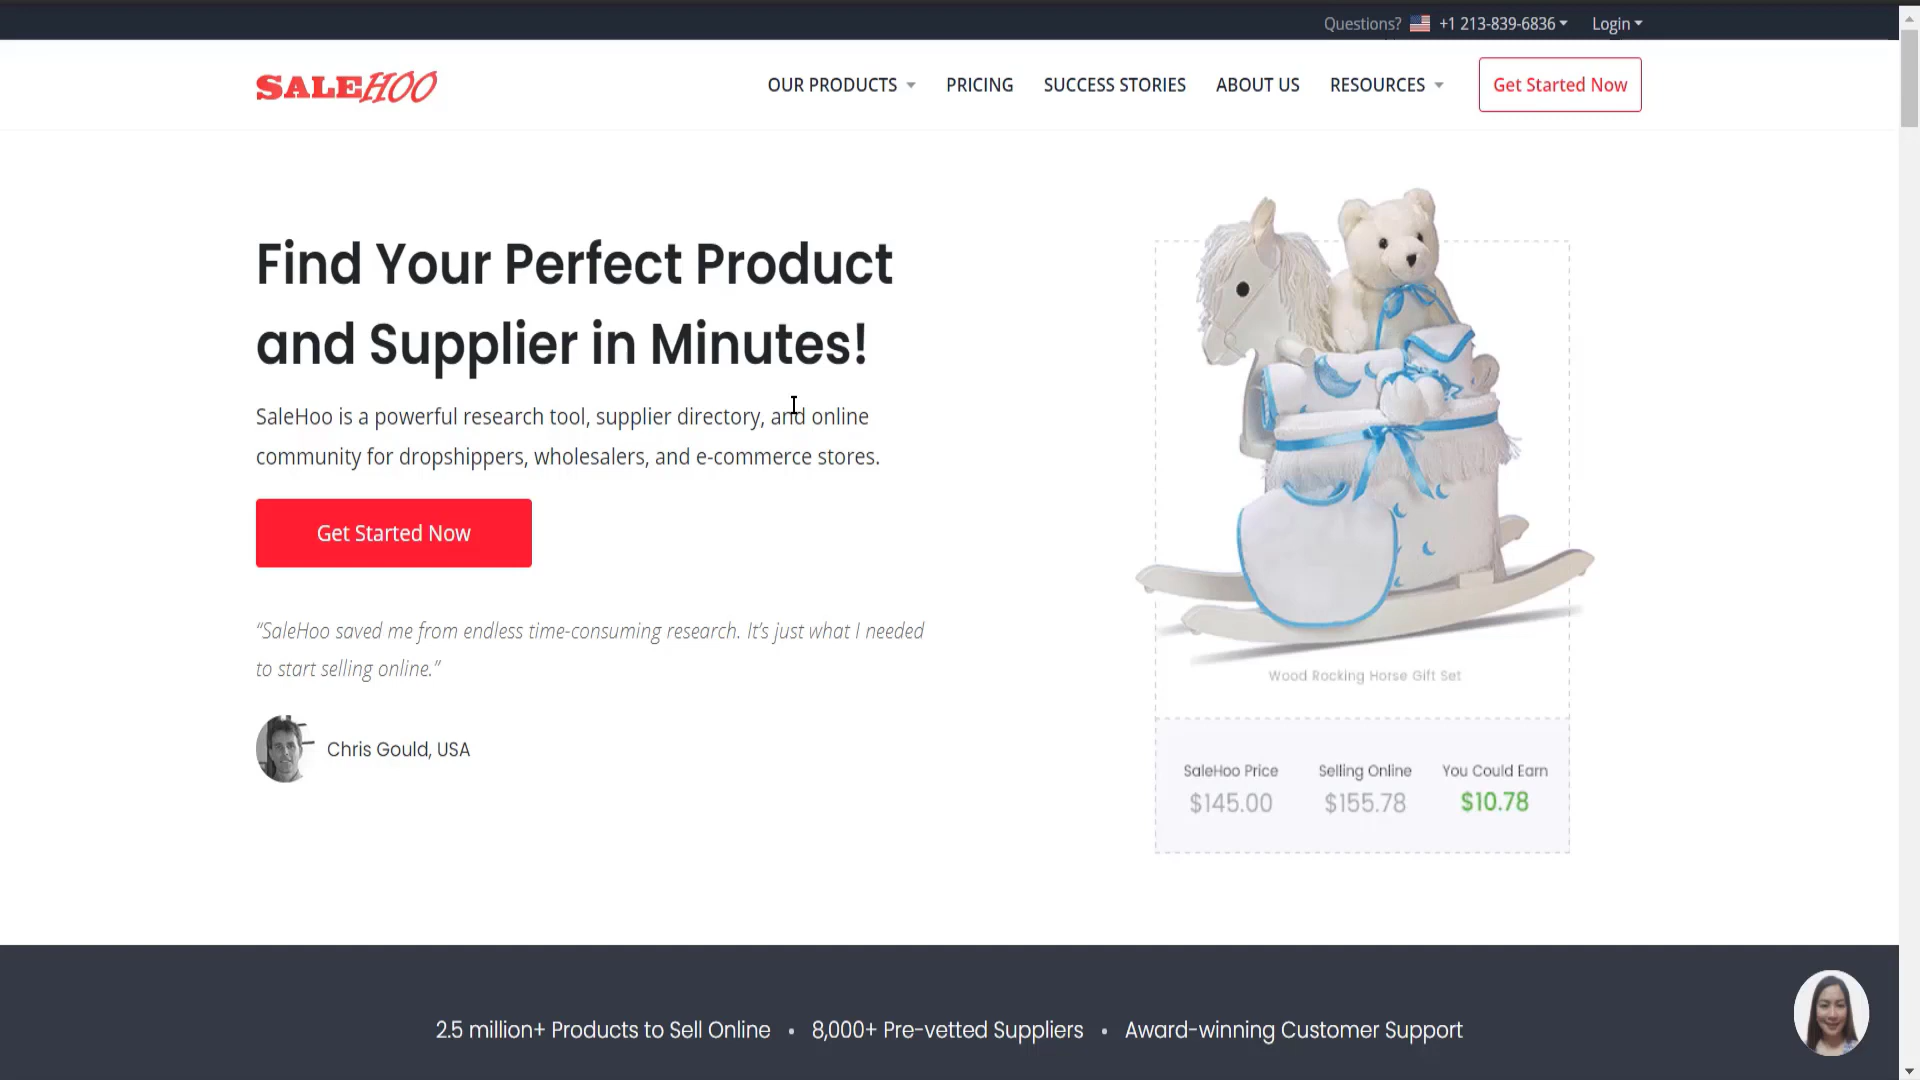 Questions? +1 213-839-6836 Login
SALEHOO
OUR PRODUCTS PRICING SUCCESS STORIES ABOUT US RESOURCES Get Started Now
Find Your Perfect Product
and Supplier in Minutes!
SaleHoo is a powerful research tool, supplier directory, and online
community for dropshippers, wholesalers, and e-commerce stores.
Get Started Now
“SaleHoo saved me from endless time-consuming research. It’s just what I needed
to start selling online.”
Chris Gould, USA
Wood Rocking Horse Gift Set
SaleHoo Price Selling Online You Could Earn
$145.00 $155.78 $10.78
2.5 million+ Products to Sell Online • 8,000+ Pre-vetted Suppliers • Award-winning Customer Support